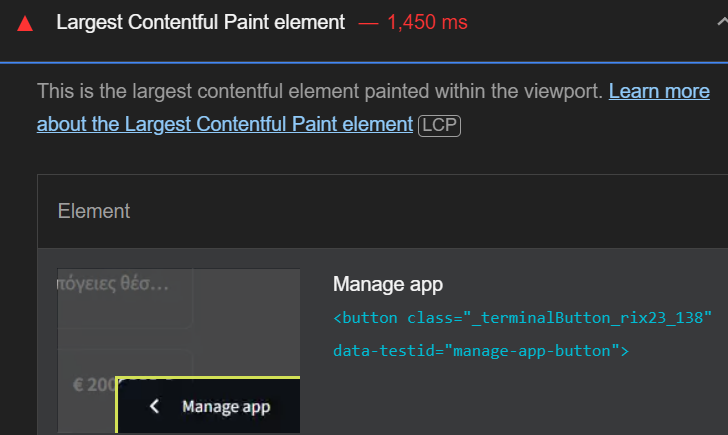 Largest Contentful Paint element — 1,450 ms
This is the largest contentful element painted within the viewport. Learn more
about the Largest Contentful Paint element LCP
Element
πόγειες θέσ...
€ 200
Manage app
Manage app
<button class="_terminalButton_rix23_138"
data-testid="manage-app-button">